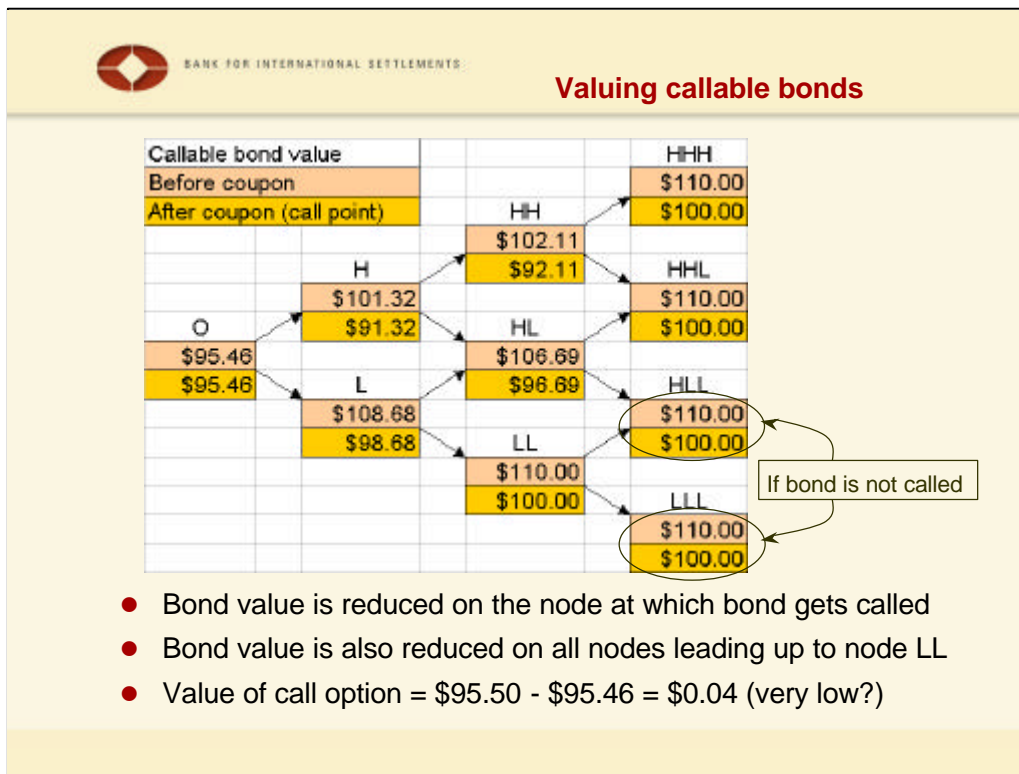 BANK FOR INTERNATIONAL SETTLEMENTS
Valuing callable bonds
Callable bond value HHH
Before coupon $110.00
After coupon (call point) HH $100.00
$102.11
H $92.11 HHL
$101.32 $110.00
O $91.32 HL $100.00
$95.46 $106.69
$95.46 L $96.69 HLL
$108.68 $110.00
$98.68 LL $100.00
$110.00
If bond is not called
$100.00 LLL
$110.00
$100.00
● Bond value is reduced on the node at which bond gets called
● Bond value is also reduced on all nodes leading up to node LL
● Value of call option = $95.50 - $95.46 = $0.04 (very low?)